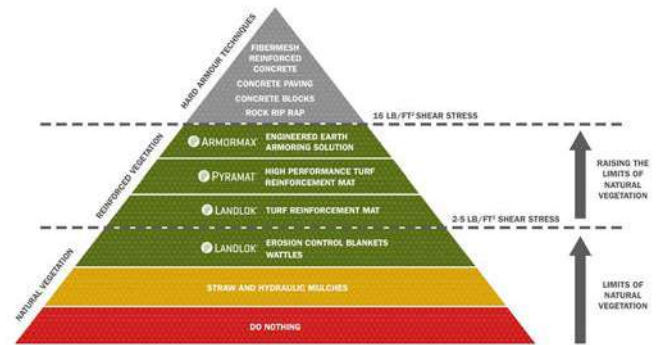 HARD ARMOUR TECHNIQUES
FIBERMESH
REINFORCED
CONCRETE
CONCRETE PAVING
CONCRETE BLOCKS
ROCK RIP RAP
16 LB/FT² SHEAR STRESS
REINFORCED VEGETATION
ARMORMAX
ENGINEERED EARTH
ARMORING SOLUTION
PYRAMAT
HIGH PERFORMANCE TURF
REINFORCEMENT MAT
LANDLOK
TURF REINFORCEMENT MAT
RAISING THE
LIMITS OF
NATURAL
VEGETATION
2-5 LB/FT² SHEAR STRESS
NATURAL VEGETATION
LANDLOK
EROSION CONTROL BLANKETS
WATTLES
STRAW AND HYDRAULIC MULCHES
DO NOTHING
LIMITS OF
NATURAL
VEGETATION